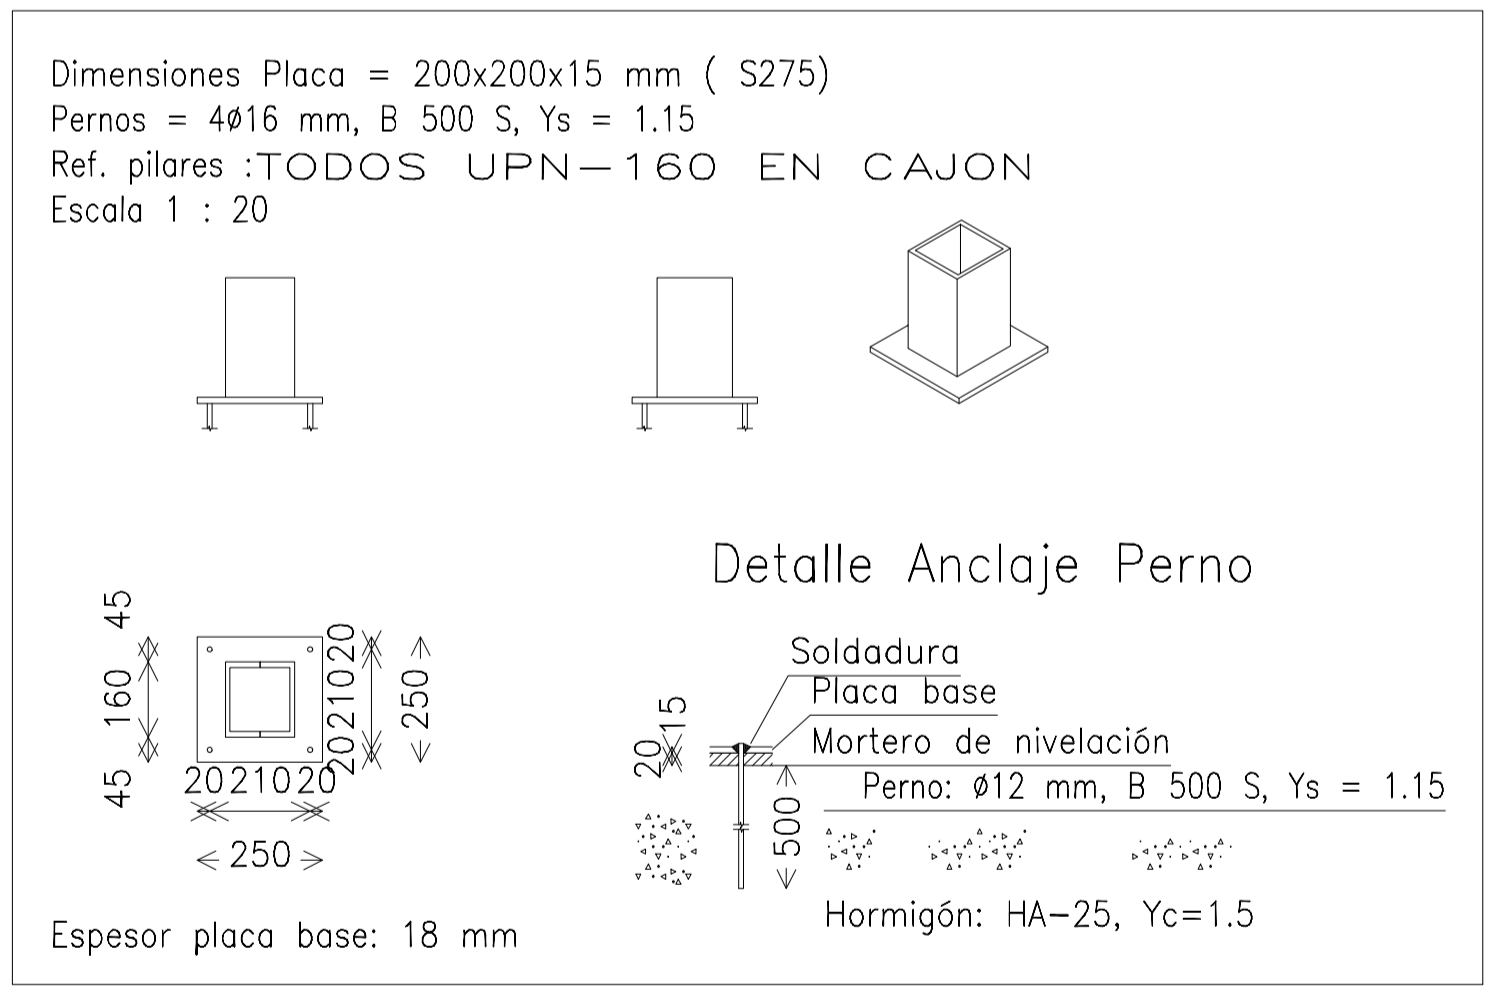 Dimensiones Placa = 200x200x15 mm ( S275)
Pernos = 4ø16 mm, B 500 S, Ys = 1.15
Ref. pilares :TODOS UPN-160 EN CAJON
Escala 1 : 20
Detalle Anclaje Perno
45
160
45
20
210
20
250
20 210 20
250
Soldadura
Placa base
Mortero de nivelación
15
20
Perno: ø12 mm, B 500 S, Ys = 1.15
500
Hormigón: HA-25, Yc=1.5
Espesor placa base: 18 mm